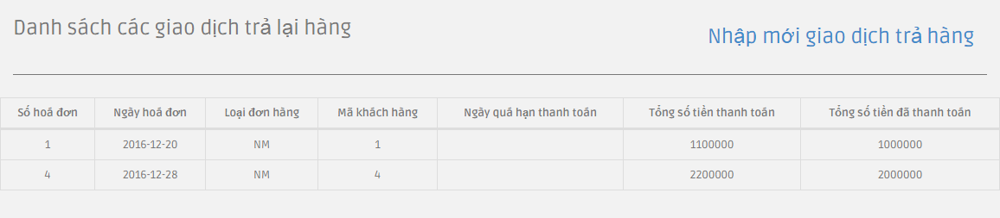 Danh sách các giao dịch trả lại hàng
Nhập mới giao dịch trả hàng
Số hoá đơn Ngày hoá đơn Loại đơn hàng Mã khách hàng Ngày quá hạn thanh toán Tổng số tiền thanh toán Tổng số tiền đã thanh toán
1 2016-12-20 NM 1 1100000 1000000
4 2016-12-28 NM 4 2200000 2000000